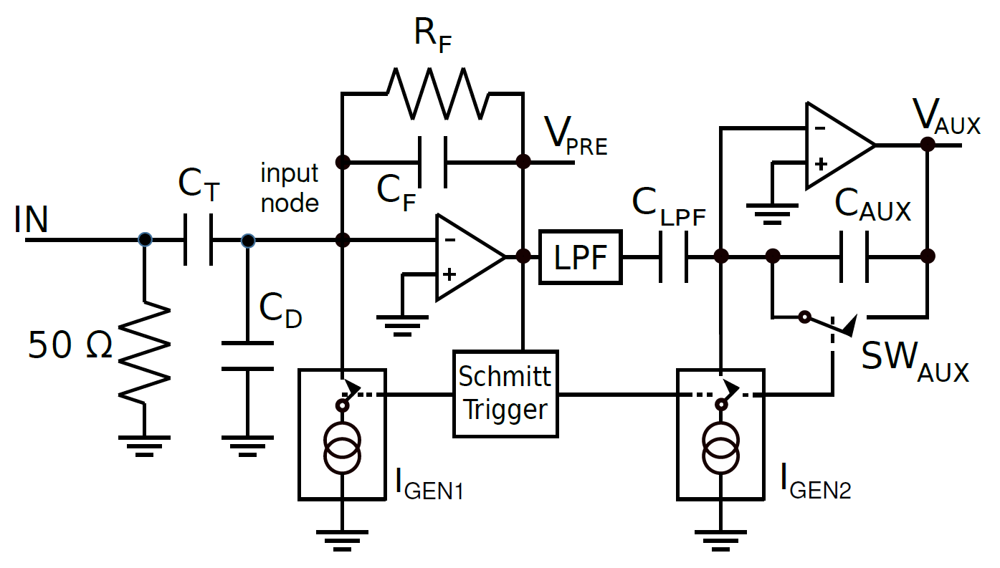 R_F
V_PRE
V_AUX
input
node
C_T
C_F
C_LPF
C_AUX
IN
-
+
-
+
LPF
C_D
50 Ω
Schmitt
Trigger
SW_AUX
I_GEN1
I_GEN2